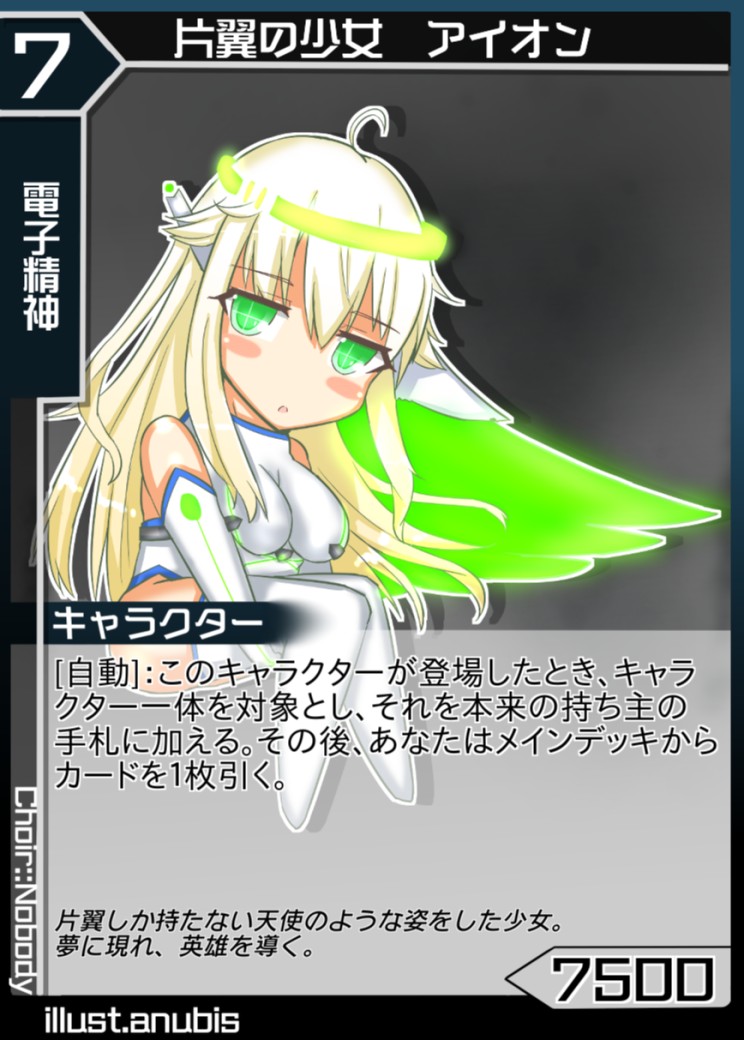 7
片翼の少女　アイオン
電子精神
キャラクター
[自動]:このキャラクターが登場したとき、キャラ
クター一体を対象とし、それを本来の持ち主の
手札に加える。その後、あなたはメインデッキから
カードを1枚引く。
片翼しか持たない天使のような姿をした少女。
夢に現れ、英雄を導く。
Choir::Nobody
7500
illust.anubis